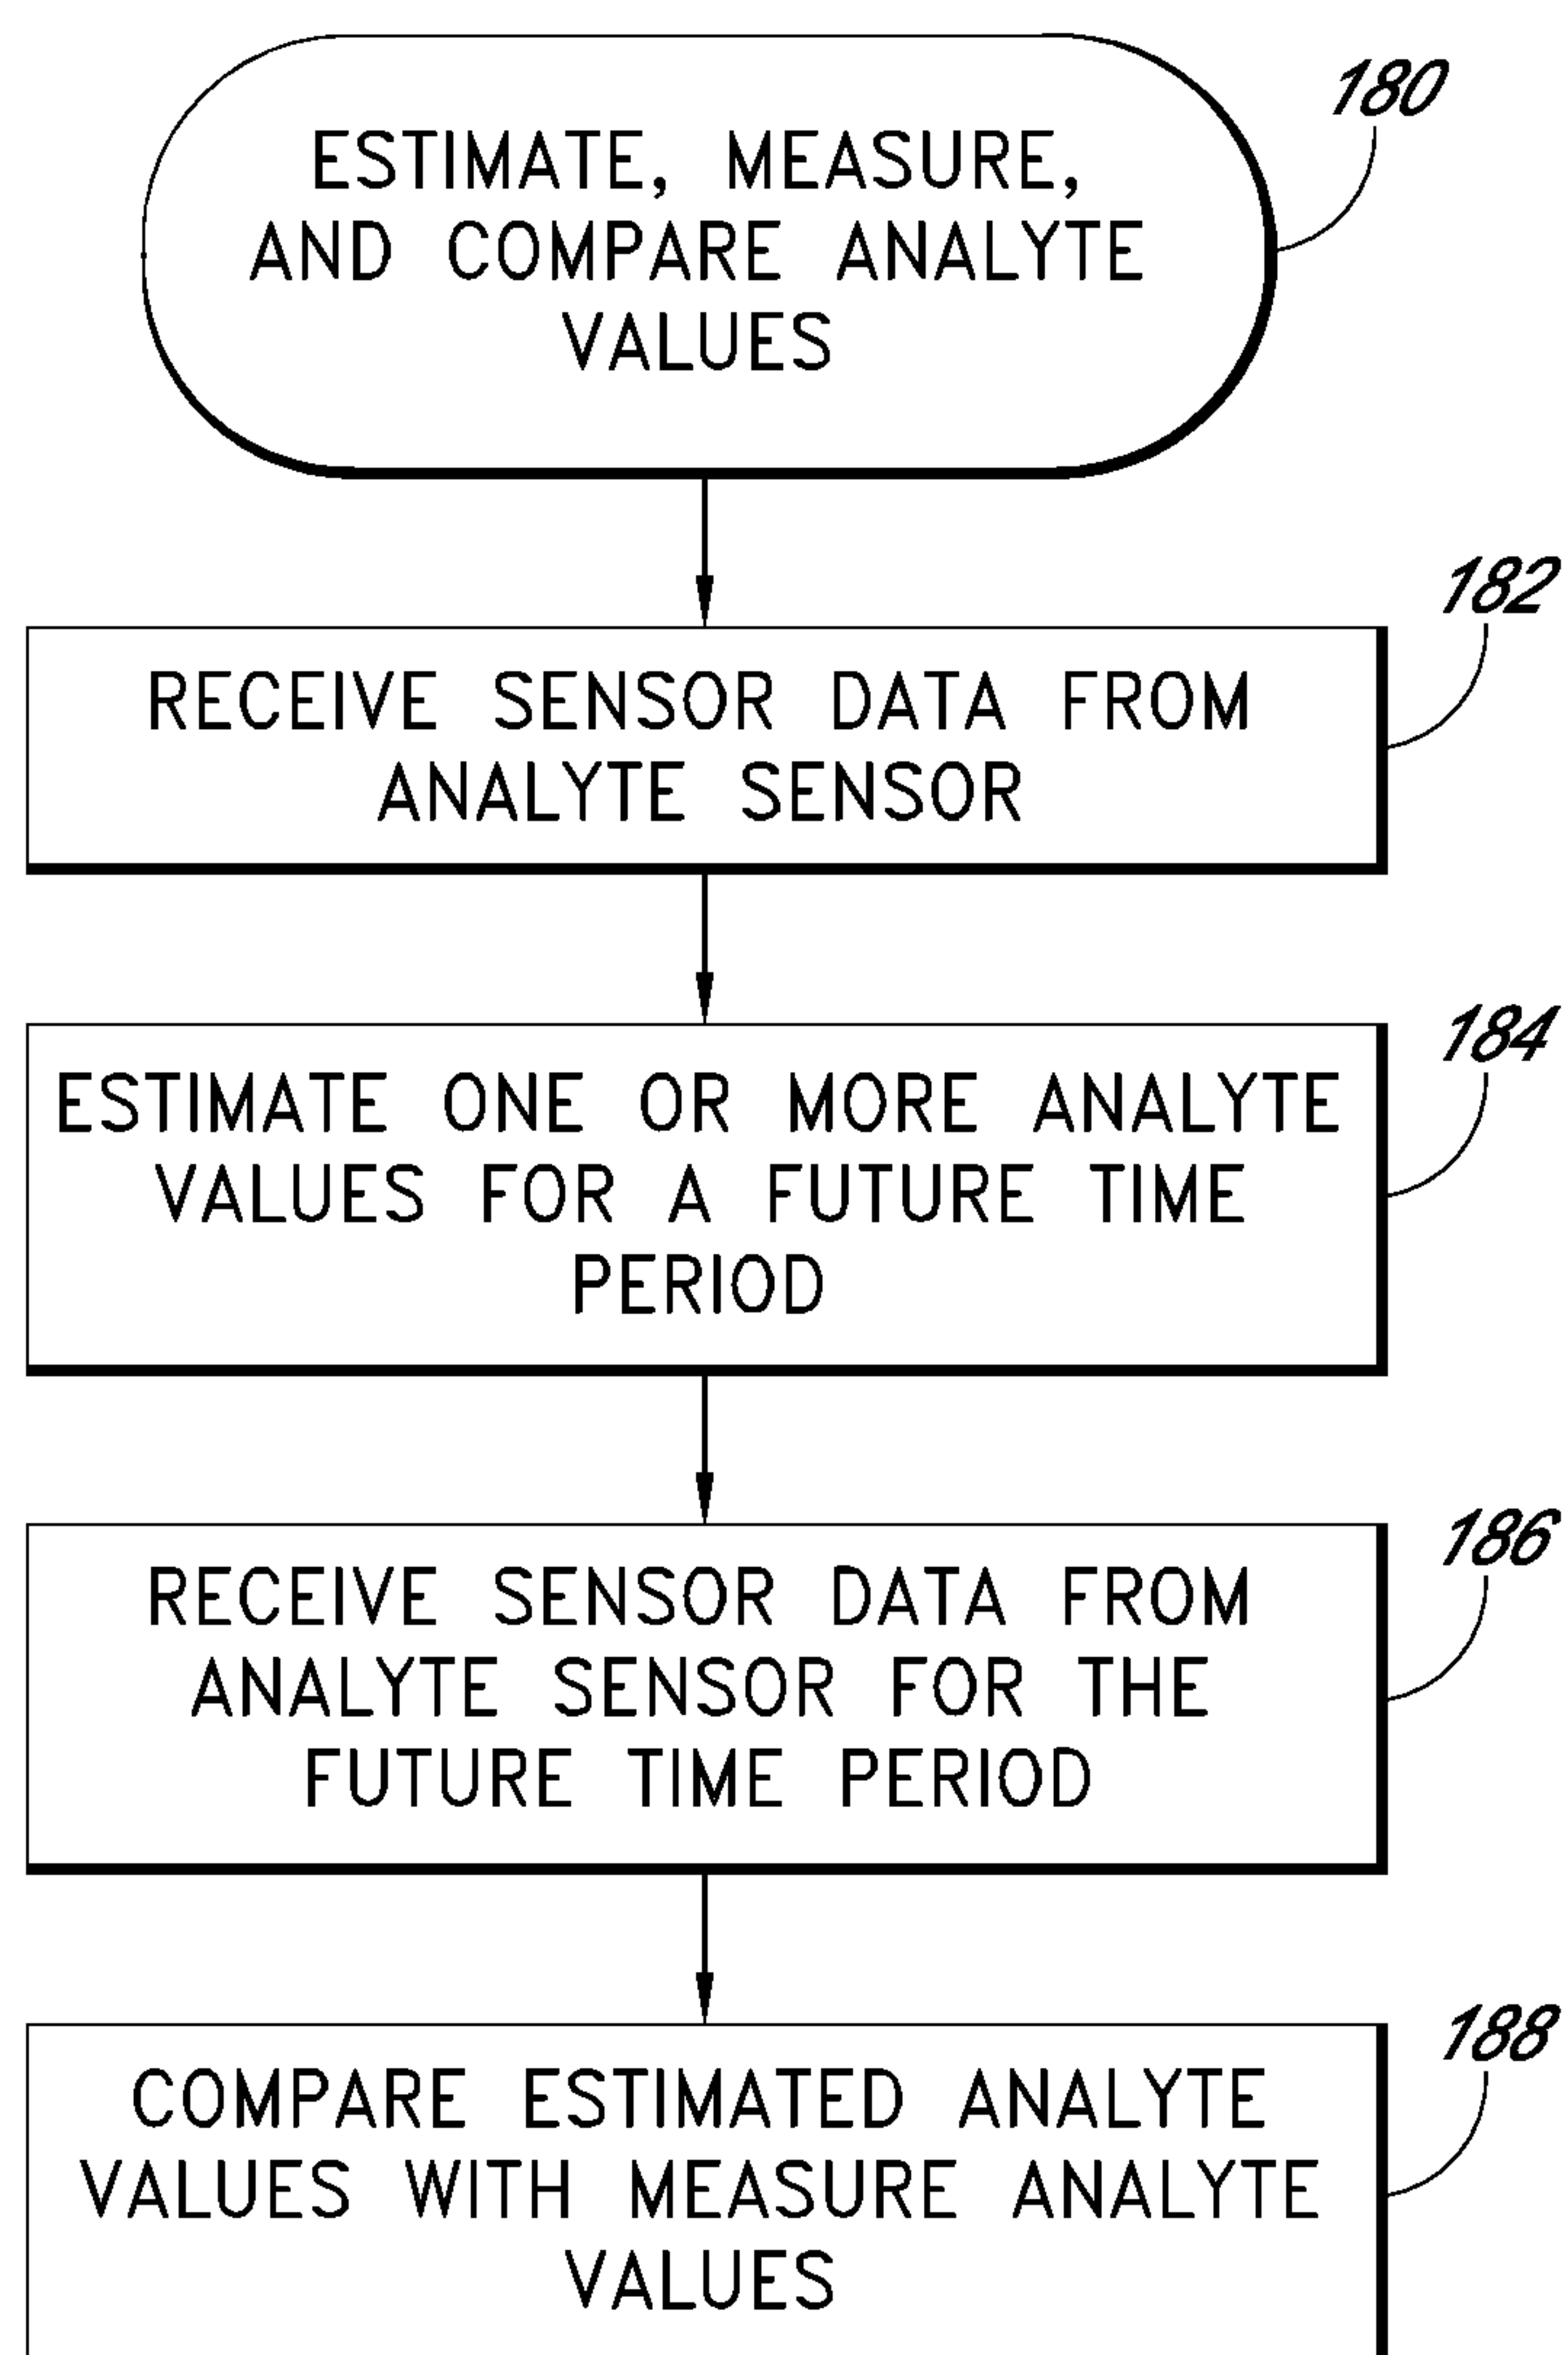 180
ESTIMATE, MEASURE,
AND COMPARE ANALYTE
VALUES
182
RECEIVE SENSOR DATA FROM
ANALYTE SENSOR
184
ESTIMATE ONE OR MORE ANALYTE
VALUES FOR A FUTURE TIME
PERIOD
186
RECEIVE SENSOR DATA FROM
ANALYTE SENSOR FOR THE
FUTURE TIME PERIOD
188
COMPARE ESTIMATED ANALYTE
VALUES WITH MEASURE ANALYTE
VALUES